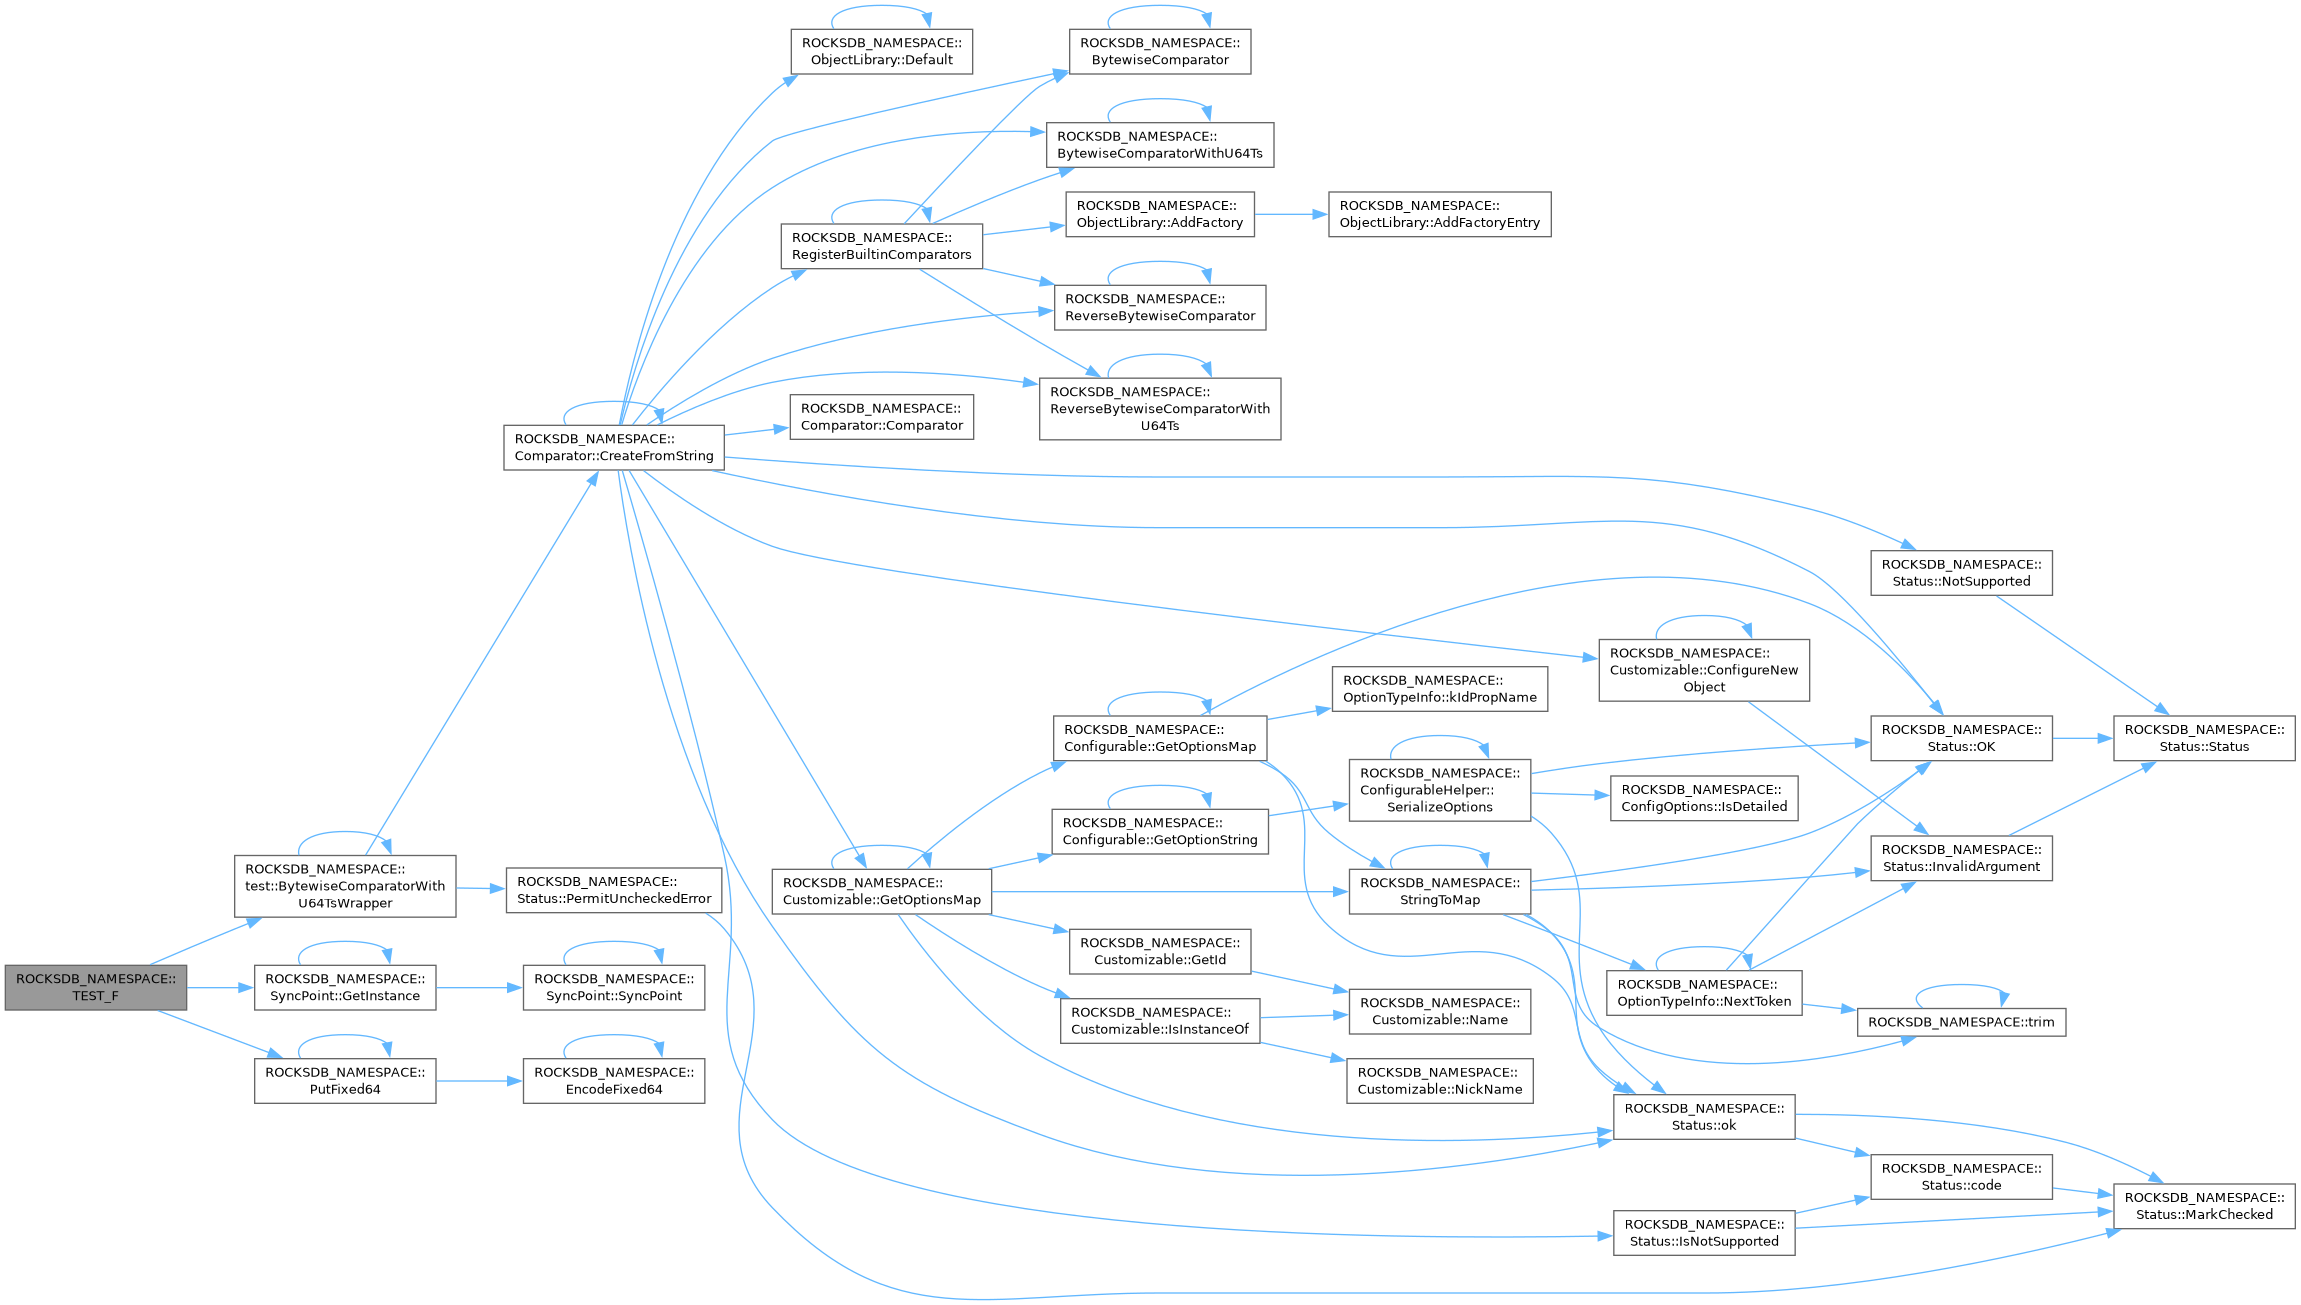 ROCKSDB_NAMESPACE::
TEST_F
ROCKSDB_NAMESPACE::
test::BytewiseComparatorWith
U64TsWrapper
ROCKSDB_NAMESPACE::
SyncPoint::GetInstance
ROCKSDB_NAMESPACE::
PutFixed64
ROCKSDB_NAMESPACE::
Comparator::CreateFromString
ROCKSDB_NAMESPACE::
Status::PermitUncheckedError
ROCKSDB_NAMESPACE::
SyncPoint::SyncPoint
ROCKSDB_NAMESPACE::
EncodeFixed64
ROCKSDB_NAMESPACE::
ObjectLibrary::Default
ROCKSDB_NAMESPACE::
RegisterBuiltinComparators
ROCKSDB_NAMESPACE::
Comparator::Comparator
ROCKSDB_NAMESPACE::
Customizable::GetOptionsMap
ROCKSDB_NAMESPACE::
BytewiseComparator
ROCKSDB_NAMESPACE::
BytewiseComparatorWithU64Ts
ROCKSDB_NAMESPACE::
ObjectLibrary::AddFactory
ROCKSDB_NAMESPACE::
ReverseBytewiseComparator
ROCKSDB_NAMESPACE::
ReverseBytewiseComparatorWith
U64Ts
ROCKSDB_NAMESPACE::
Configurable::GetOptionsMap
ROCKSDB_NAMESPACE::
Configurable::GetOptionString
ROCKSDB_NAMESPACE::
Customizable::GetId
ROCKSDB_NAMESPACE::
Customizable::IsInstanceOf
ROCKSDB_NAMESPACE::
ObjectLibrary::AddFactoryEntry
ROCKSDB_NAMESPACE::
OptionTypeInfo::kIdPropName
ROCKSDB_NAMESPACE::
ConfigurableHelper::
SerializeOptions
ROCKSDB_NAMESPACE::
StringToMap
ROCKSDB_NAMESPACE::
Customizable::Name
ROCKSDB_NAMESPACE::
Customizable::NickName
ROCKSDB_NAMESPACE::
Customizable::ConfigureNew
Object
ROCKSDB_NAMESPACE::
ConfigOptions::IsDetailed
ROCKSDB_NAMESPACE::
OptionTypeInfo::NextToken
ROCKSDB_NAMESPACE::
Status::ok
ROCKSDB_NAMESPACE::
Status::IsNotSupported
ROCKSDB_NAMESPACE::
Status::NotSupported
ROCKSDB_NAMESPACE::
Status::OK
ROCKSDB_NAMESPACE::
Status::InvalidArgument
ROCKSDB_NAMESPACE::trim
ROCKSDB_NAMESPACE::
Status::code
ROCKSDB_NAMESPACE::
Status::Status
ROCKSDB_NAMESPACE::
Status::MarkChecked